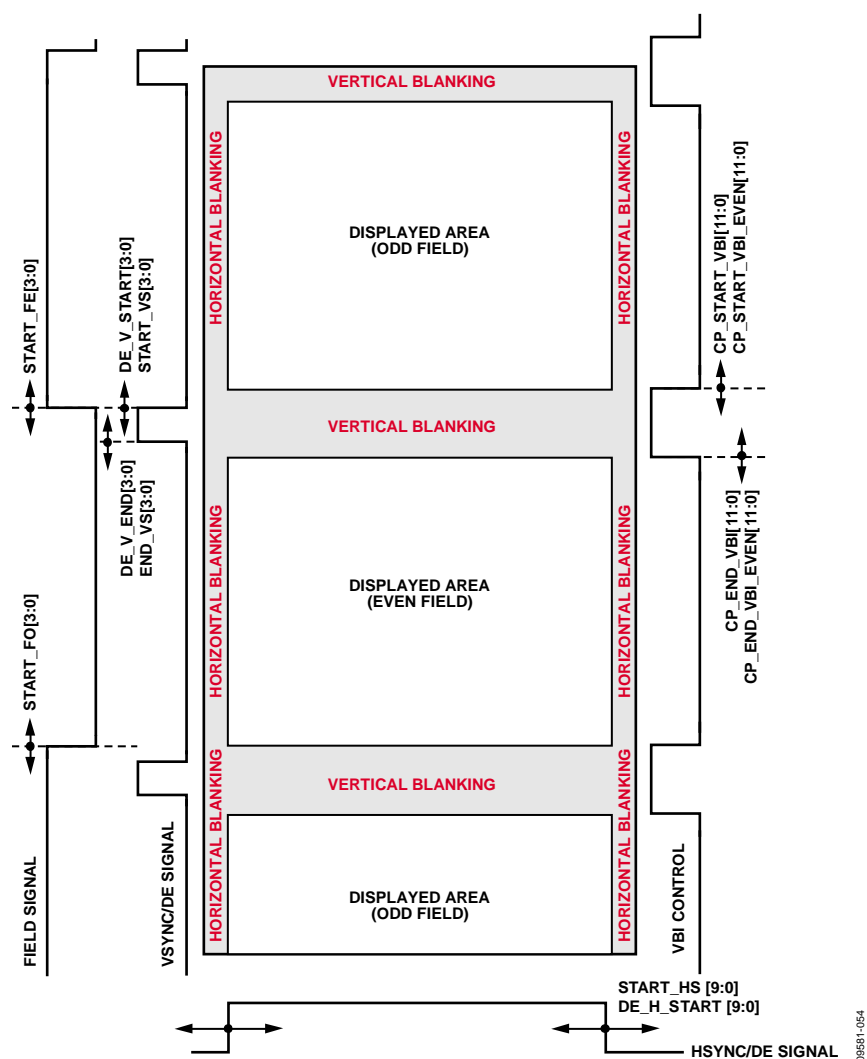 VERTICAL BLANKING
HORIZONTAL BLANKING
HORIZONTAL BLANKING
DISPLAYED AREA
(ODD FIELD)
START_FE[3:0]
DE_V_START[3:0]
START_VS[3:0]
CP_START_VBI[11:0]
CP_START_VBI_EVEN[11:0]
VERTICAL BLANKING
DE_V_END[3:0]
END_VS[3:0]
CP_END_VBI[11:0]
CP_END_VBI_EVEN[11:0]
HORIZONTAL BLANKING
HORIZONTAL BLANKING
DISPLAYED AREA
(EVEN FIELD)
START_FO[3:0]
VERTICAL BLANKING
HORIZONTAL BLANKING
HORIZONTAL BLANKING
FIELD SIGNAL
VSYNC/DE SIGNAL
DISPLAYED AREA
(ODD FIELD)
VBI CONTROL
START_HS [9:0]
DE_H_START [9:0]
HSYNC/DE SIGNAL